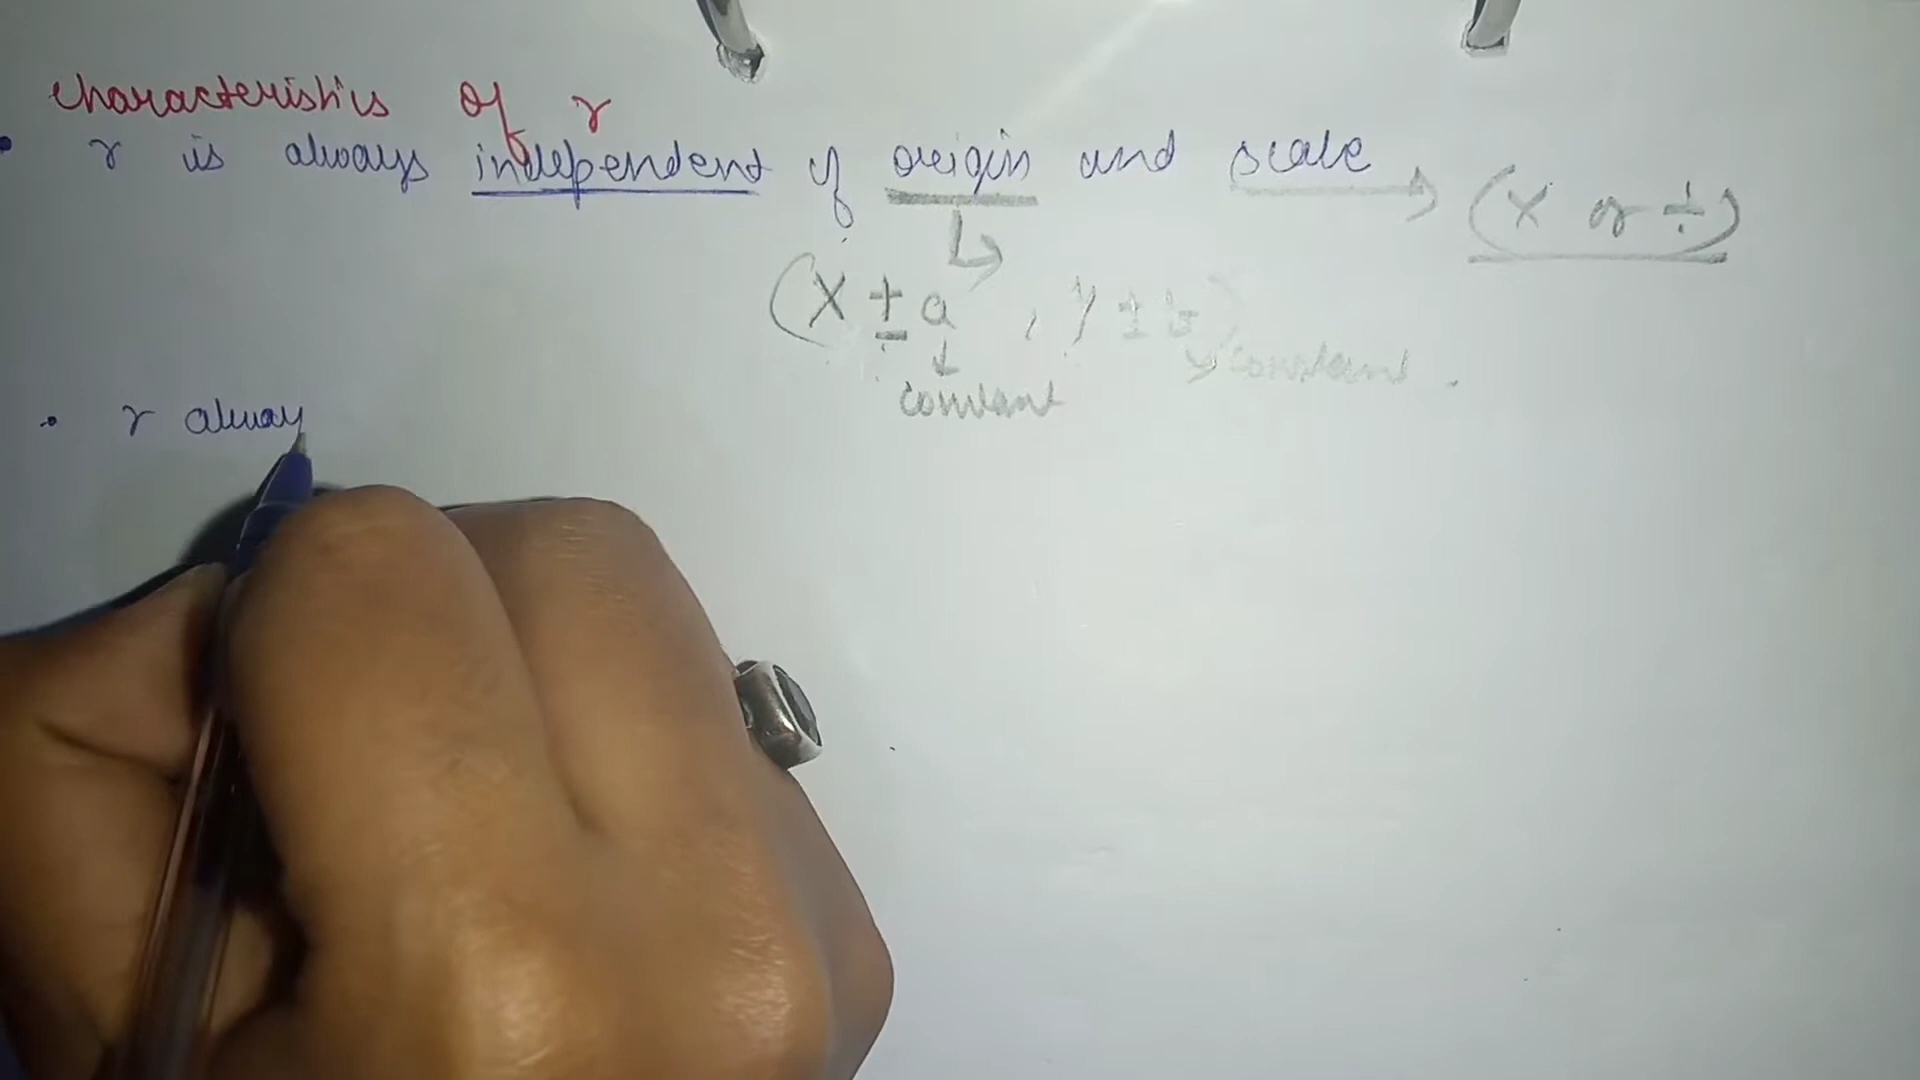 characteristics of r
• r is always independent of origin and scale → (X or ÷)
(X ± a , y ± b)
constant constant.
• r alway